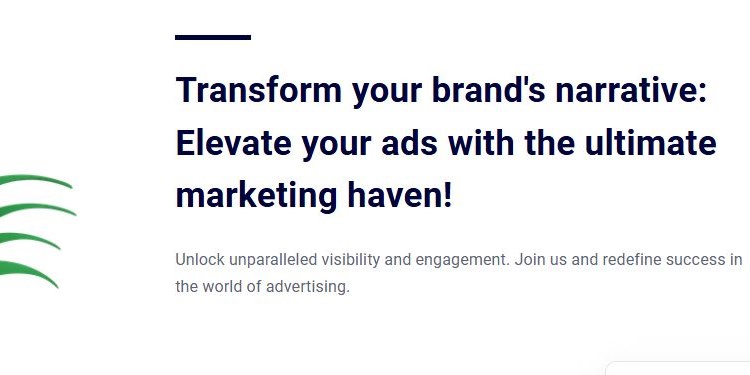 Transform your brand's narrative:
Elevate your ads with the ultimate
marketing haven!
Unlock unparalleled visibility and engagement. Join us and redefine success in
the world of advertising.